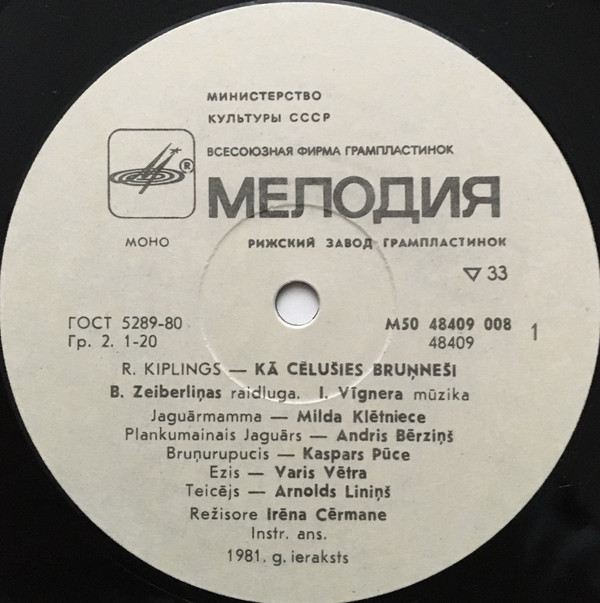 МИНИСТЕРСТВО
КУЛЬТУРЫ СССР
ВСЕСОЮЗНАЯ ФИРМА ГРАМПЛАСТИНОК
®
МЕЛОДИЯ
МОНО РИЖСКИЙ ЗАВОД ГРАМПЛАСТИНОК
▽ 33
ГОСТ 5289-80 М50 48409 008 1
Гр. 2. 1-20 48409
R. KIPLINGS — KĀ CĒLUŠIES BRUŅNEŠI
B. Zeiberliņas raidluga. I. Vīgnera mūzika
Jaguārmamma — Milda Klētniece
Plankumainais Jaguārs — Andris Bērziņš
Bruņurupucis — Kaspars Pūce
Ezis — Varis Vētra
Teicējs — Arnolds Liniņš
Režisore Irēna Cērmane
Instr. ans.
1981. g. ieraksts